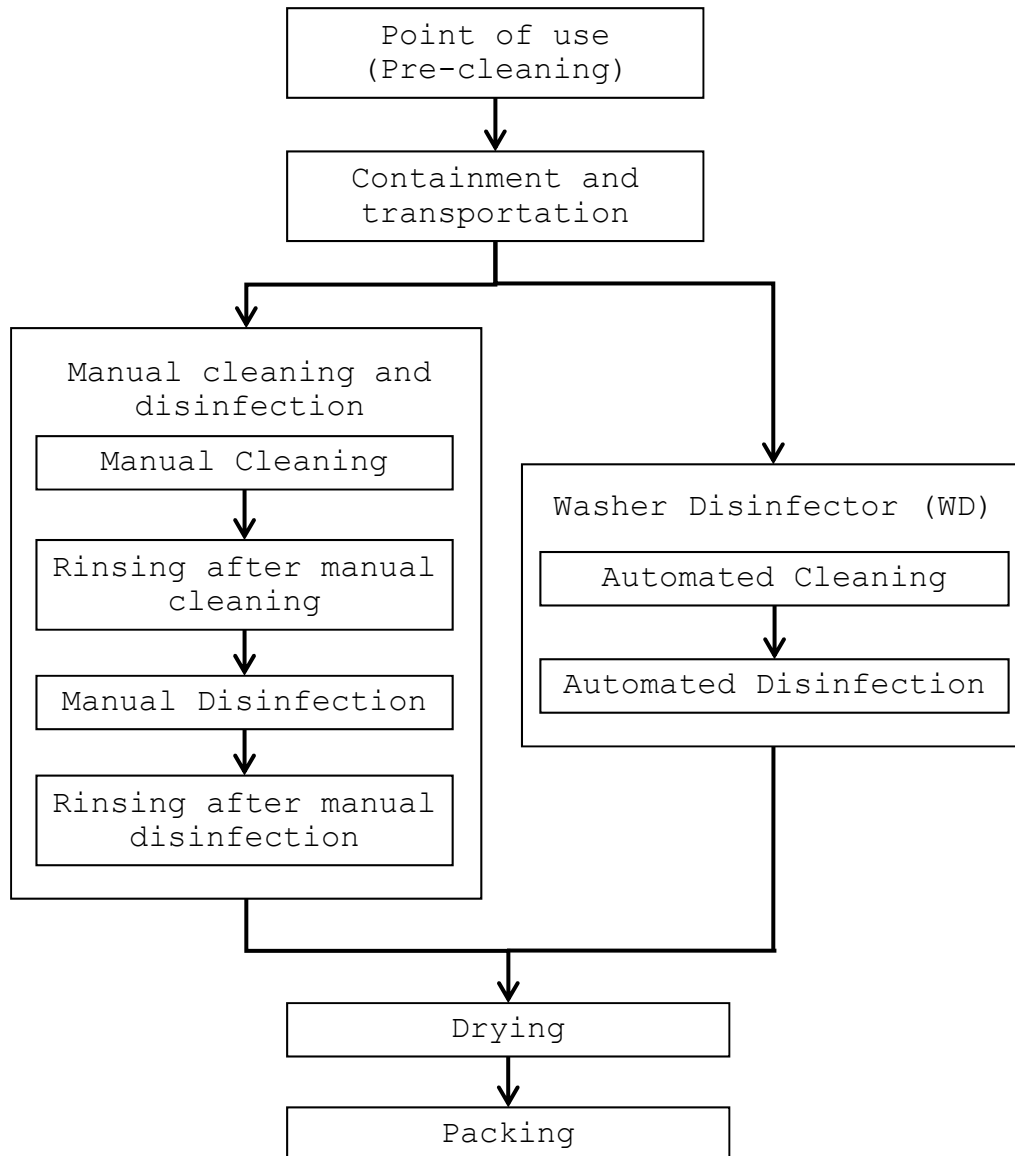 Point of use
(Pre-cleaning)
Containment and
transportation
Manual cleaning and
disinfection
Manual Cleaning
Rinsing after manual
cleaning
Manual Disinfection
Rinsing after manual
disinfection
Washer Disinfector (WD)
Automated Cleaning
Automated Disinfection
Drying
Packing